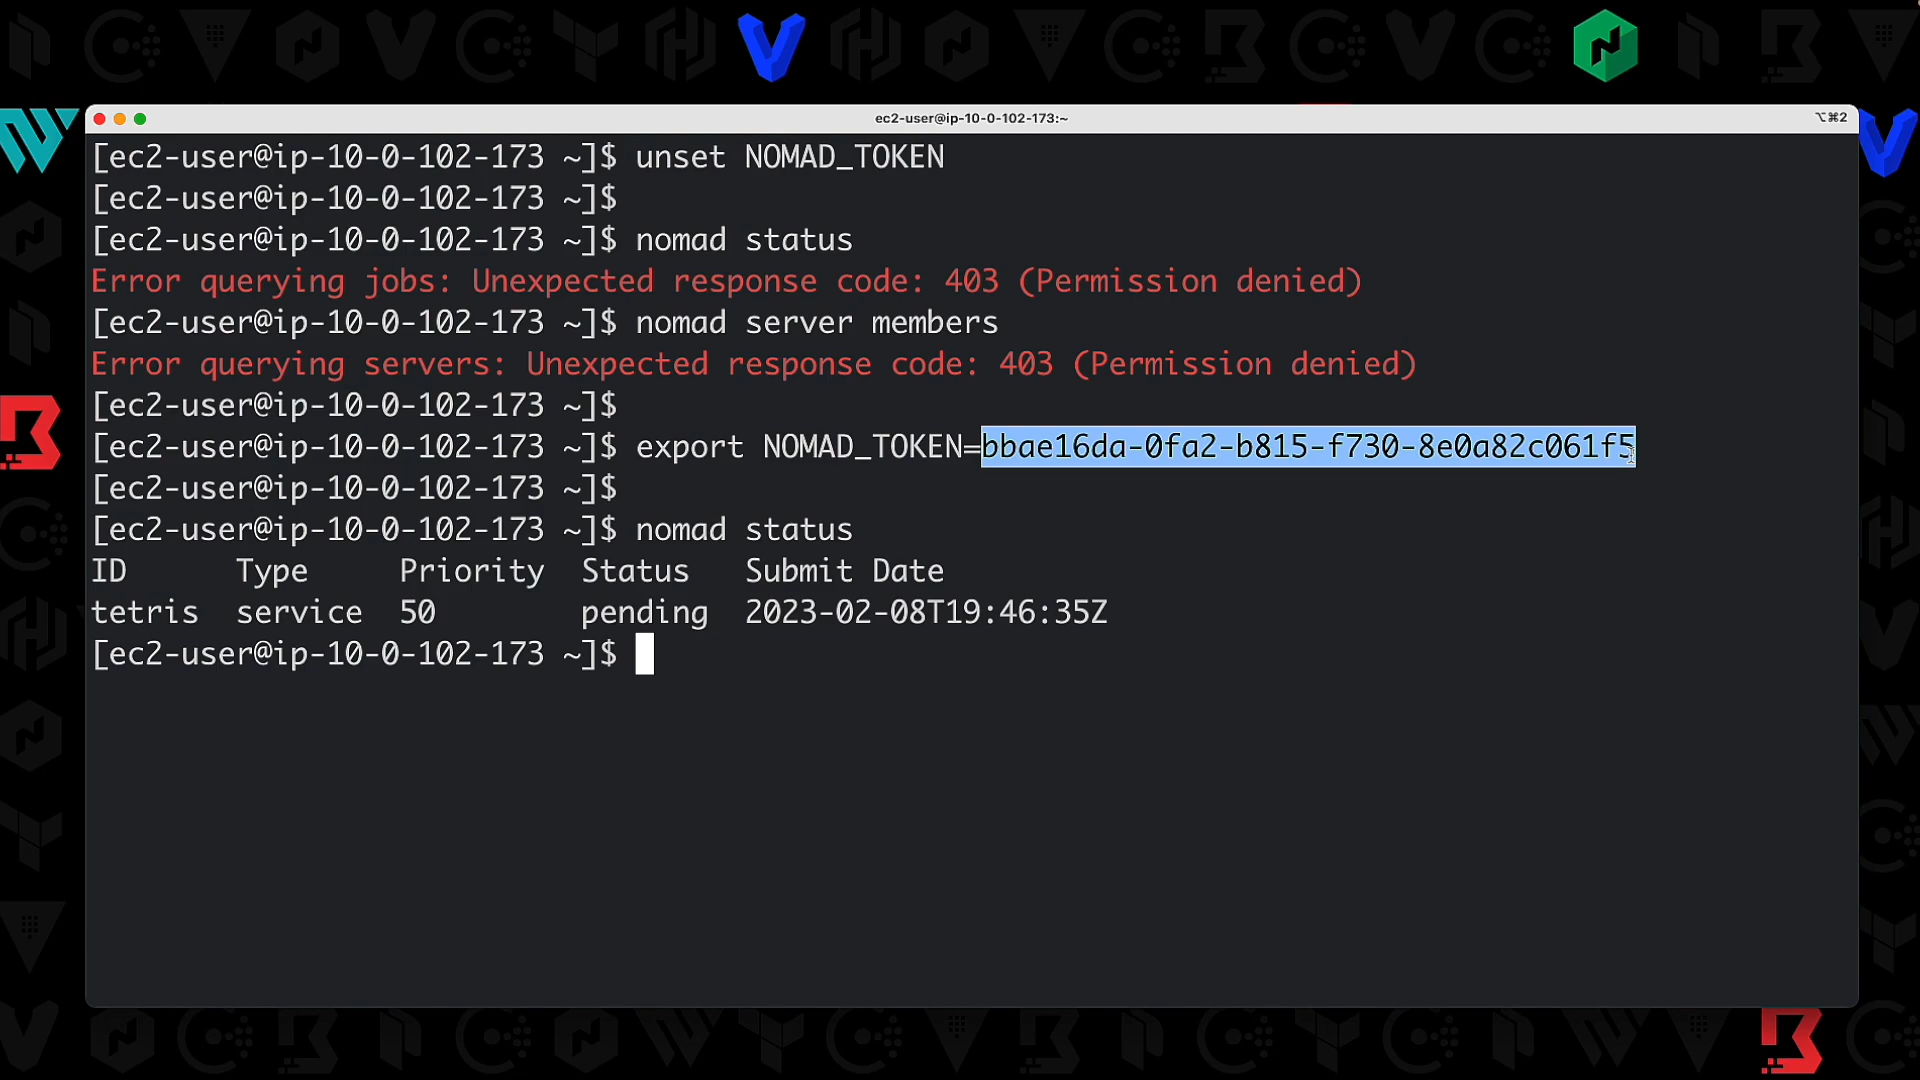 ec2-user@ip-10-0-102-173:~
⌥⌘2
[ec2-user@ip-10-0-102-173 ~]$ unset NOMAD_TOKEN
[ec2-user@ip-10-0-102-173 ~]$
[ec2-user@ip-10-0-102-173 ~]$ nomad status
Error querying jobs: Unexpected response code: 403 (Permission denied)
[ec2-user@ip-10-0-102-173 ~]$ nomad server members
Error querying servers: Unexpected response code: 403 (Permission denied)
[ec2-user@ip-10-0-102-173 ~]$
[ec2-user@ip-10-0-102-173 ~]$ export NOMAD_TOKEN=bbae16da-0fa2-b815-f730-8e0a82c061f5
[ec2-user@ip-10-0-102-173 ~]$
[ec2-user@ip-10-0-102-173 ~]$ nomad status
ID Type Priority Status Submit Date
tetris service 50 pending 2023-02-08T19:46:35Z
[ec2-user@ip-10-0-102-173 ~]$